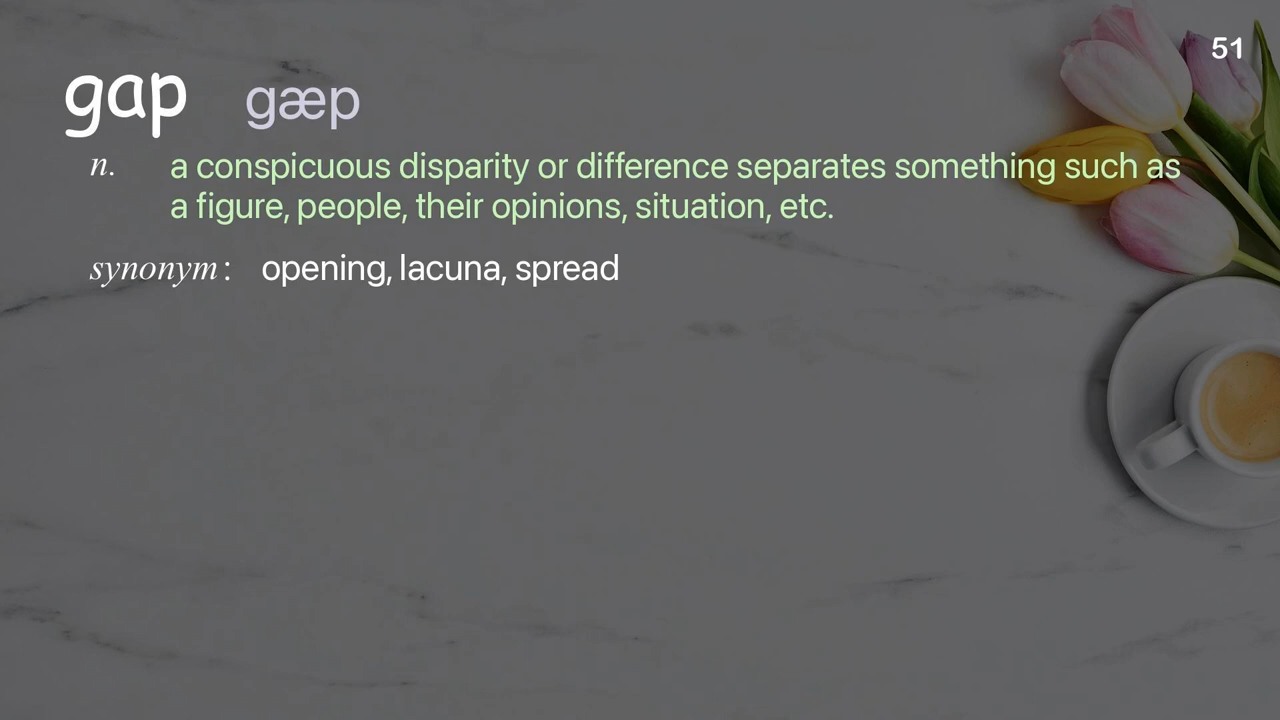 51
gap gæp
n. a conspicuous disparity or difference separates something such as
a figure, people, their opinions, situation, etc.
synonym : opening, lacuna, spread